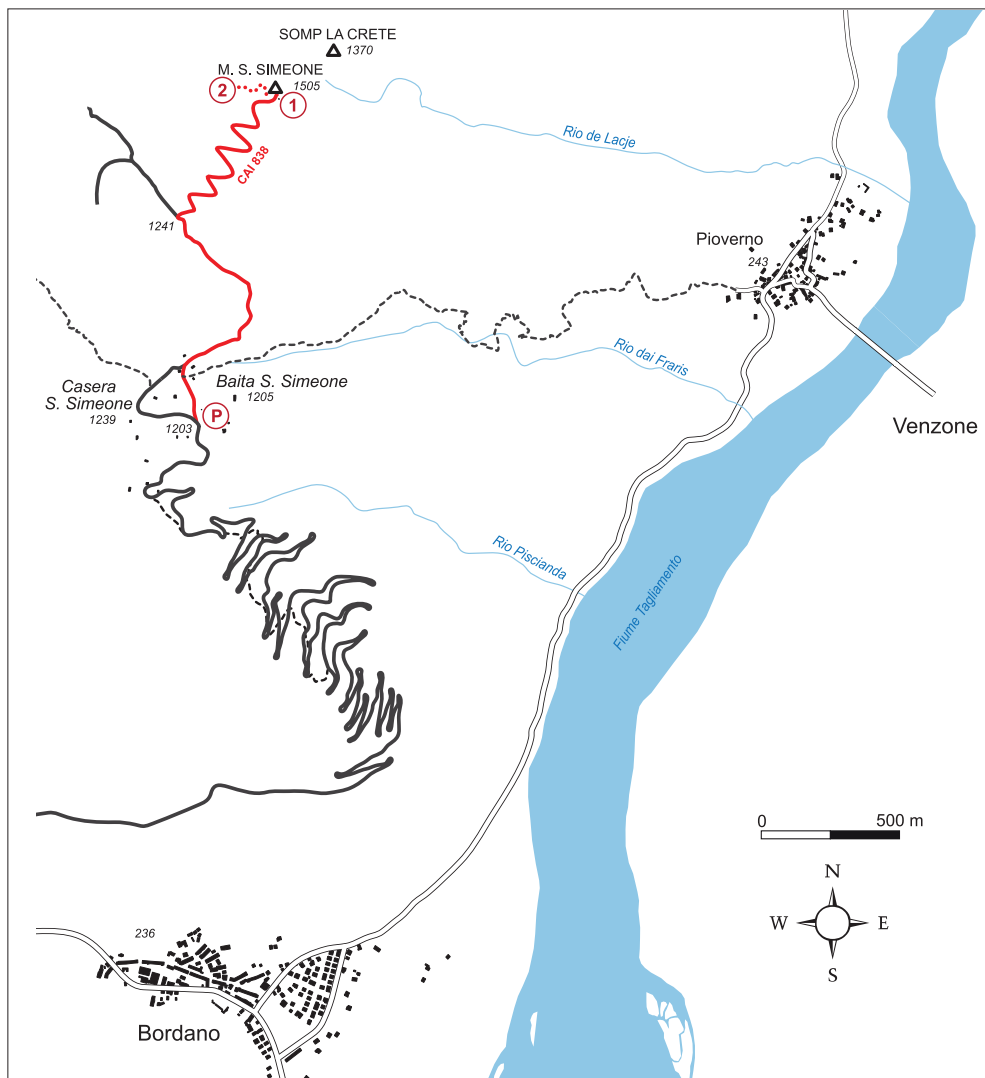 SOMP LA CRETE
1370
M. S. SIMEONE
1505
2
1
CAI 838
Rio de Lacje
1241
Pioverno
243
Rio dai Fraris
Casera
S. Simeone
1239
Baita S. Simeone
1205
P
1203
Venzone
Rio Piscianda
Fiume Tagliamento
0 500 m
N
W E
S
236
Bordano